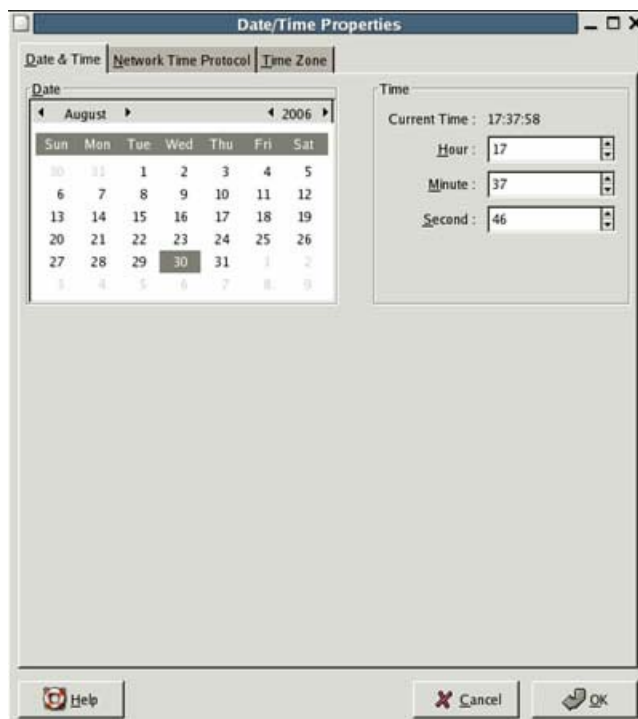 Date/Time Properties
Date & Time Network Time Protocol Time Zone
Date
August 2006
Sun Mon Tue Wed Thu Fri Sat
30 31 1 2 3 4 5
6 7 8 9 10 11 12
13 14 15 16 17 18 19
20 21 22 23 24 25 26
27 28 29 30 31 1 2
3 4 5 6 7 8 9
Time
Current Time : 17:37:58
Hour : 17
Minute : 37
Second : 46
Help Cancel OK